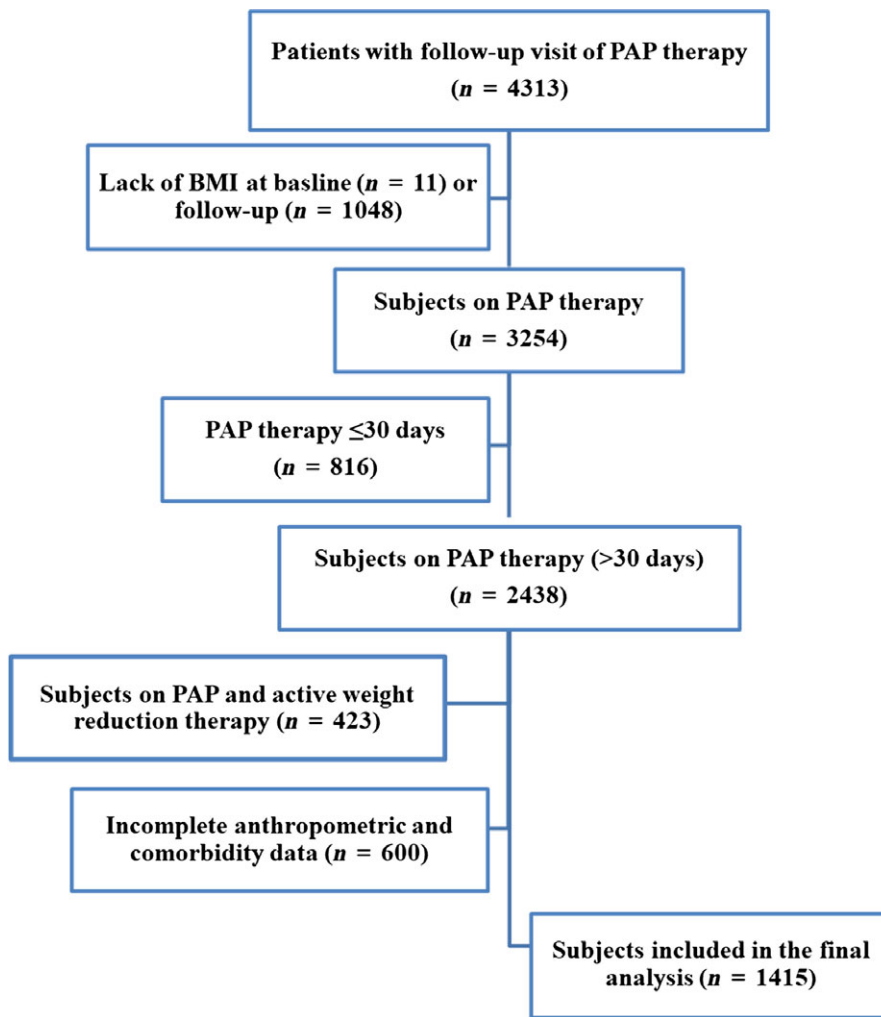 Patients with follow-up visit of PAP therapy
(n = 4313)
Lack of BMI at basline (n = 11) or
follow-up (n = 1048)
Subjects on PAP therapy
(n = 3254)
PAP therapy ≤30 days
(n = 816)
Subjects on PAP therapy (>30 days)
(n = 2438)
Subjects on PAP and active weight
reduction therapy (n = 423)
Incomplete anthropometric and
comorbidity data (n = 600)
Subjects included in the final
analysis (n = 1415)